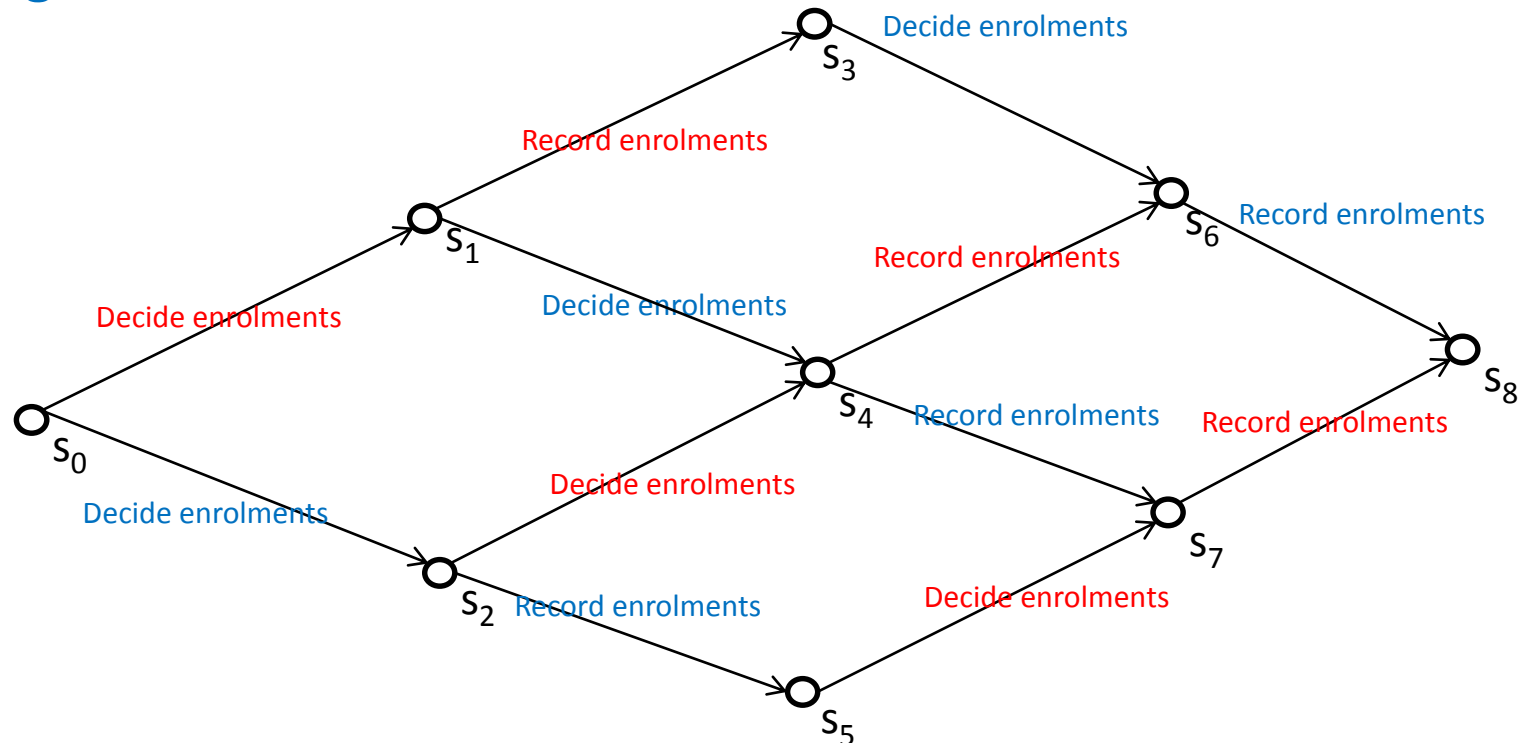 Decide enrolments
S3
Record enrolments
S6
Record enrolments
S1
Record enrolments
Decide enrolments
Decide enrolments
S8
S4
Record enrolments
Record enrolments
S0
Decide enrolments
Decide enrolments
S7
S2
Record enrolments
Decide enrolments
S5